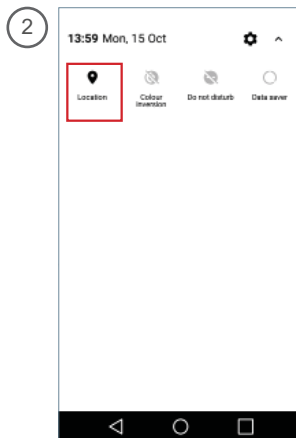 2
13:59 Mon, 15 Oct
Location Colour inversion Do not disturb Data saver